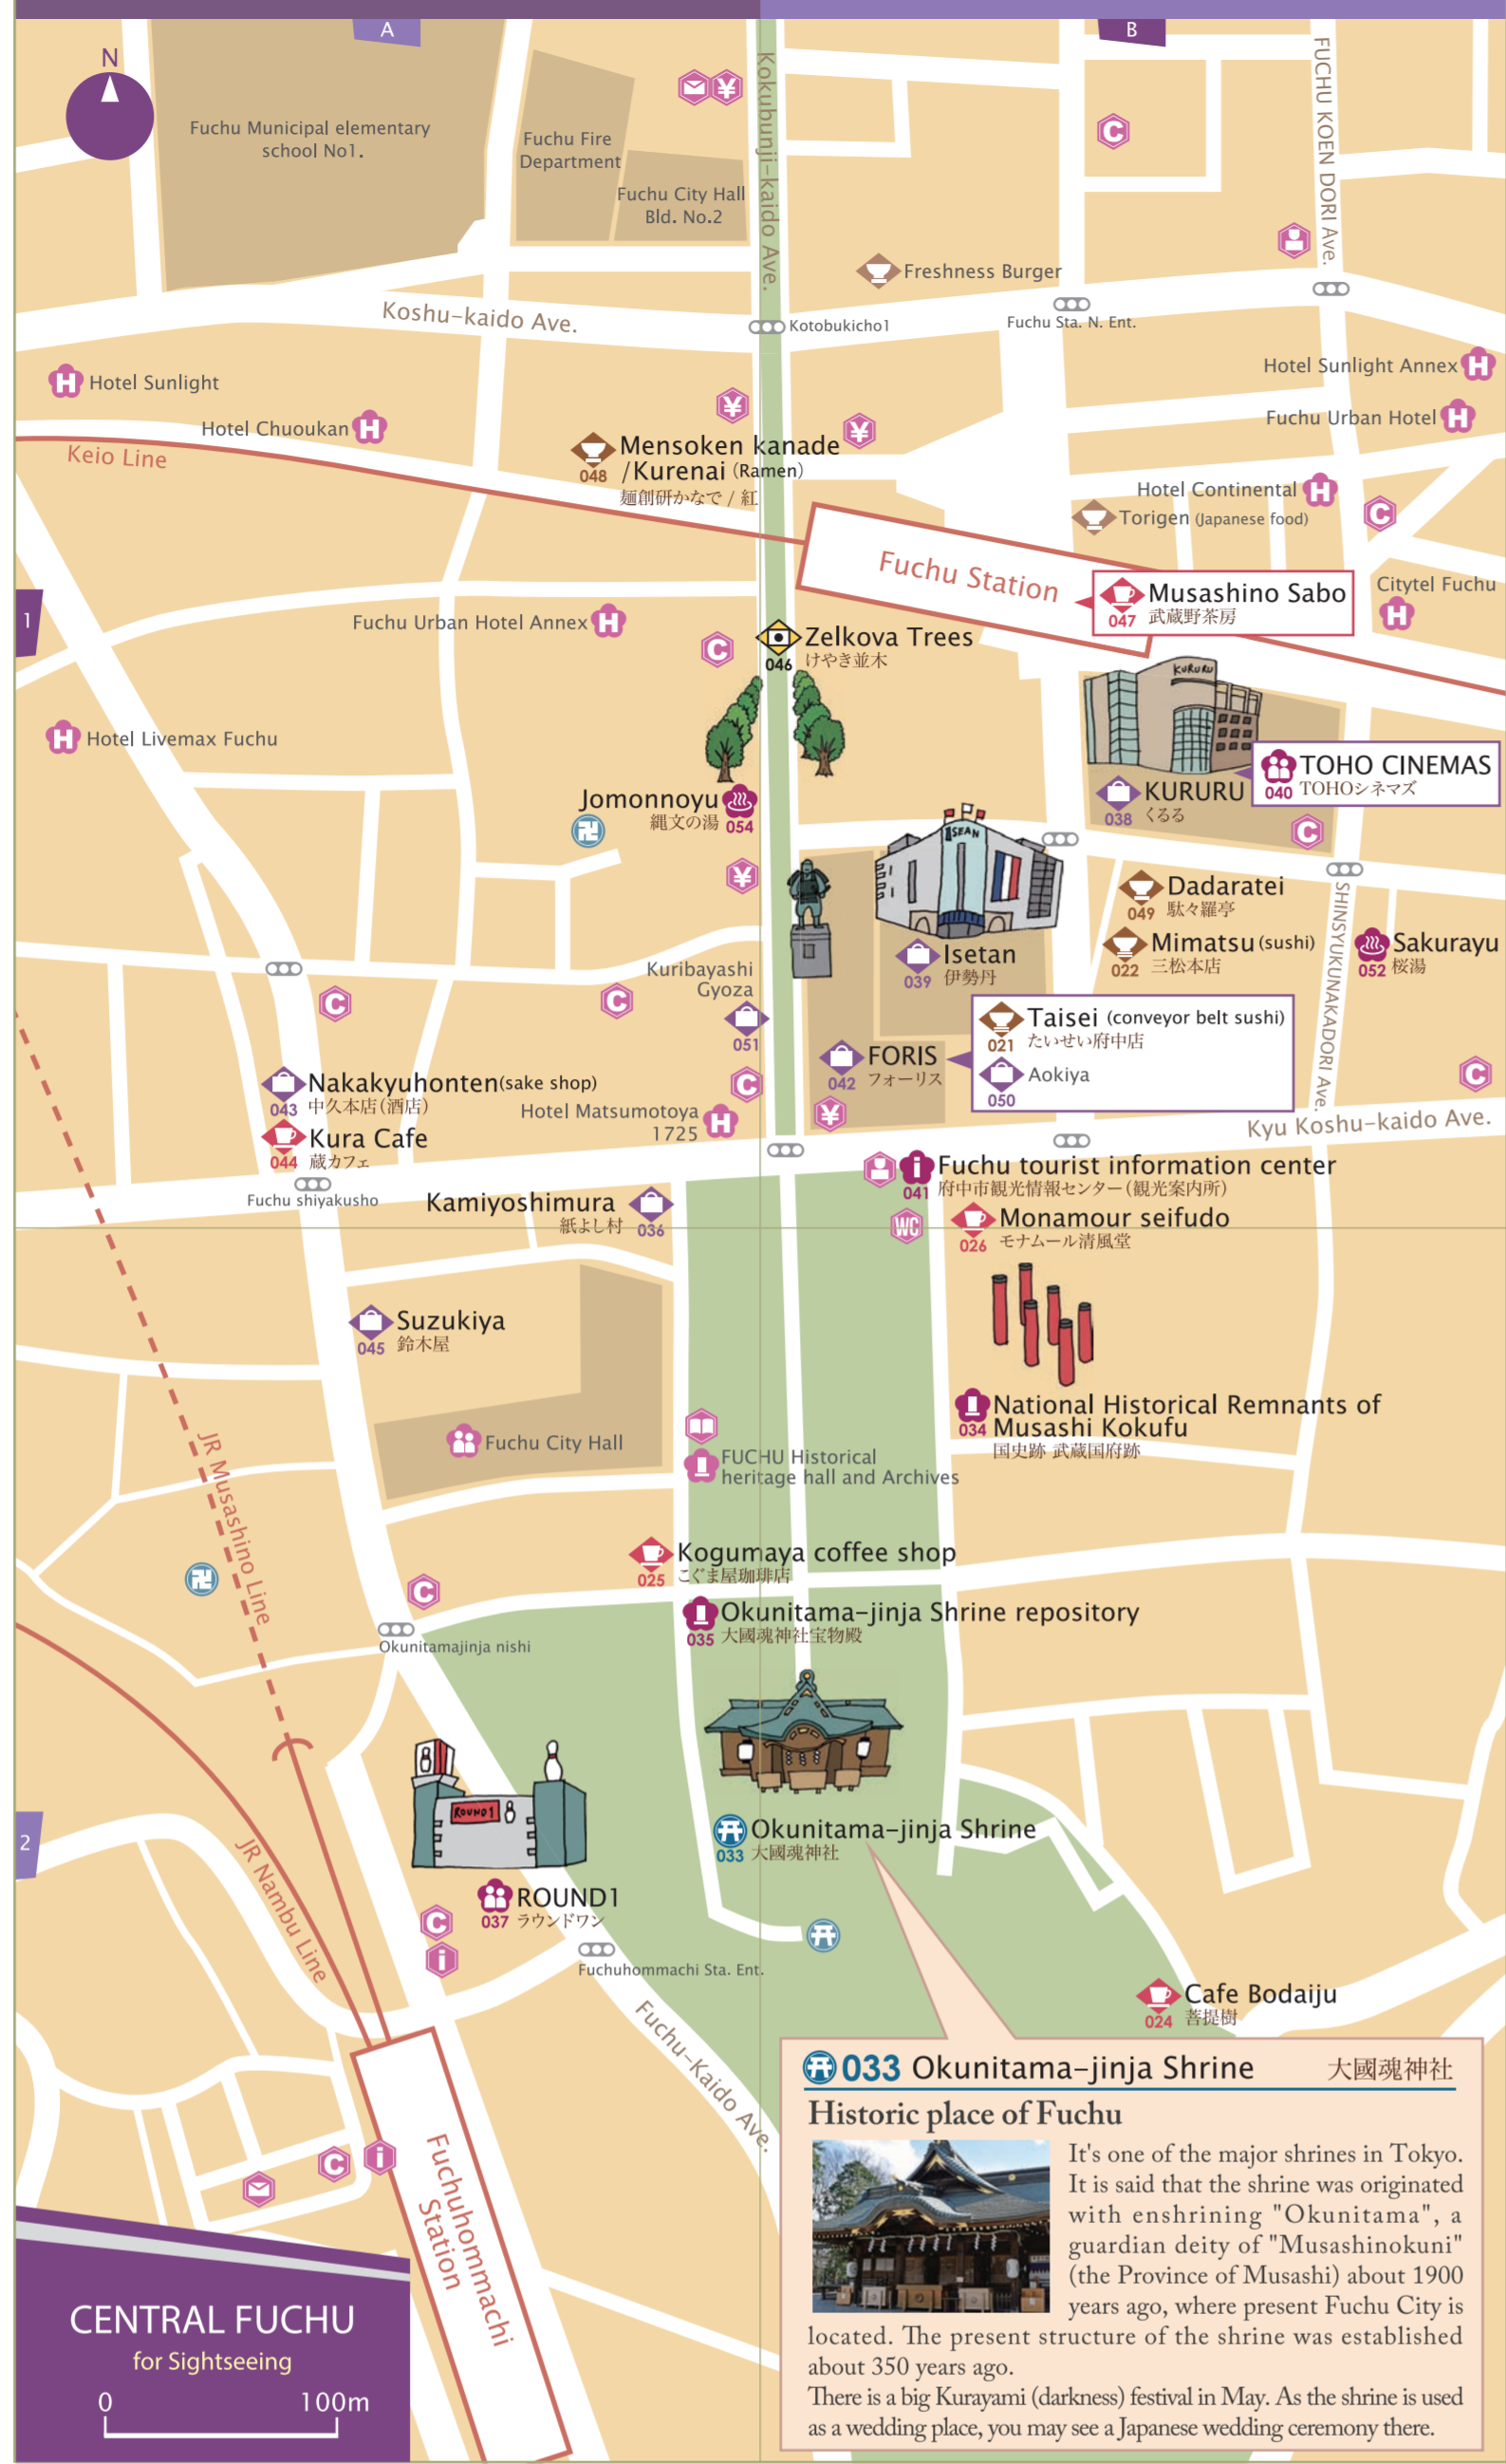 A
B
N
Fuchu Municipal elementary
school No1.
Fuchu Fire
Department
Fuchu City Hall
Bld. No.2
Kokubunji-kaido Ave.
FUCHU KOEN DORI Ave.
C
Freshness Burger
Koshu-kaido Ave.
Kotobukicho1
Fuchu Sta. N. Ent.
H Hotel Sunlight
Hotel Sunlight Annex H
Hotel Chuoukan H
Fuchu Urban Hotel H
Keio Line
Mensoken kanade
048 /Kurenai (Ramen)
麺創研かなで / 紅
Hotel Continental H
Torigen (Japanese food)
C
Fuchu Station
Musashino Sabo
047 武蔵野茶房
Citytel Fuchu
H
1
Fuchu Urban Hotel Annex H
C
Zelkova Trees
046 けやき並木
KURURU
H Hotel Livemax Fuchu
TOHO CINEMAS
040 TOHOシネマズ
KURURU
038 くるる
Jomonnoyu
縄文の湯 054
卍
¥
ISEAN
C
Dadaratei
049 駄々羅亭
Mimatsu (sushi)
022 三松本店
Sakurayu
052 桜湯
SHINSYUKUNAKADORI Ave.
Isetan
039 伊勢丹
Kuribayashi
Gyoza
051
C
C
Taisei (conveyor belt sushi)
021 たいせい府中店
Aokiya
050
FORIS
042 フォーリス
C
C
Nakakyuhonten(sake shop)
043 中久本店（酒店）
Hotel Matsumotoya
1725 H
¥
Kura Cafe
044 蔵カフェ
Kyu Koshu-kaido Ave.
Fuchu shiyakusho
Fuchu tourist information center
041 府中市観光情報センター（観光案内所）
Kamiyoshimura
紙よし村 036
WC
Monamour seifudo
026 モナムール清風堂
Suzukiya
045 鈴木屋
National Historical Remnants of
034 Musashi Kokufu
国史跡 武蔵国府跡
Fuchu City Hall
FUCHU Historical
heritage hall and Archives
JR Musashino Line
Kogumaya coffee shop
025 こぐま屋珈琲店
卍
C
Okunitama-jinja Shrine repository
035 大國魂神社宝物殿
Okunitamajinja nishi
ROUND1
2
Okunitama-jinja Shrine
033 大國魂神社
JR Nambu Line
ROUND1
037 ラウンドワン
C
i
Fuchuhommachi Sta. Ent.
Cafe Bodaiju
024 菩提樹
Fuchu-Kaido Ave.
C
i
Fuchuhommachi
Station
033 Okunitama-jinja Shrine 大國魂神社
Historic place of Fuchu
It's one of the major shrines in Tokyo.
It is said that the shrine was originated
with enshrining "Okunitama", a
guardian deity of "Musashinokuni"
(the Province of Musashi) about 1900
years ago, where present Fuchu City is
located. The present structure of the shrine was established
about 350 years ago.
There is a big Kurayami (darkness) festival in May. As the shrine is used
as a wedding place, you may see a Japanese wedding ceremony there.
CENTRAL FUCHU
for Sightseeing
0 100m